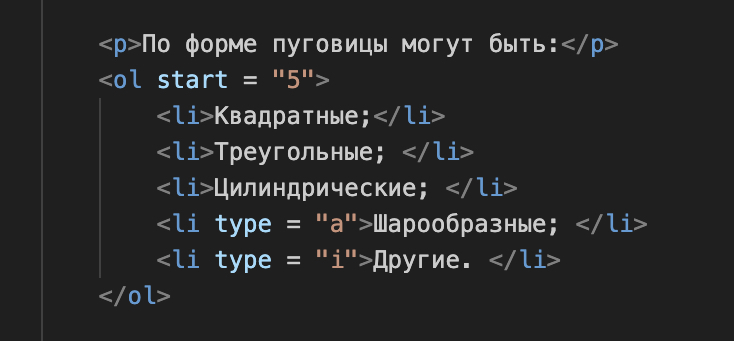 <p>По форме пуговицы могут быть:</p>
<ol start = "5">
<li>Квадратные;</li>
<li>Треугольные; </li>
<li>Цилиндрические; </li>
<li type = "a">Шарообразные; </li>
<li type = "i">Другие. </li>
</ol>